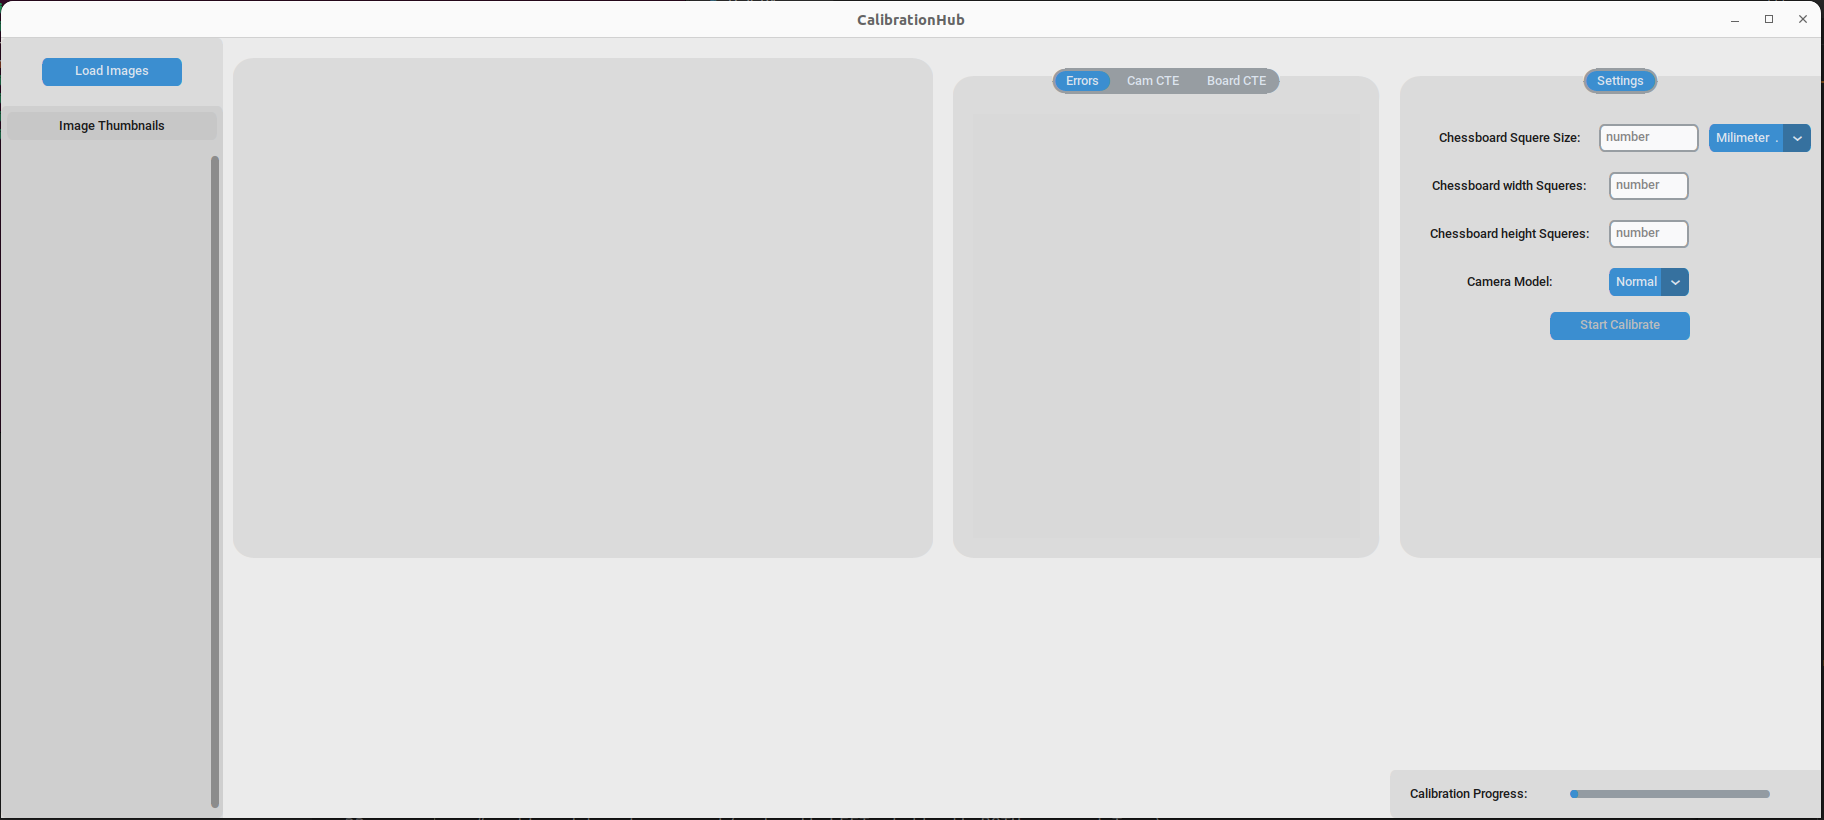 CalibrationHub
Load Images
Image Thumbnails
Errors Cam CTE Board CTE
Settings
Chessboard Squere Size: number Milimeter .
Chessboard width Squeres: number
Chessboard height Squeres: number
Camera Model: Normal
Start Calibrate
Calibration Progress: